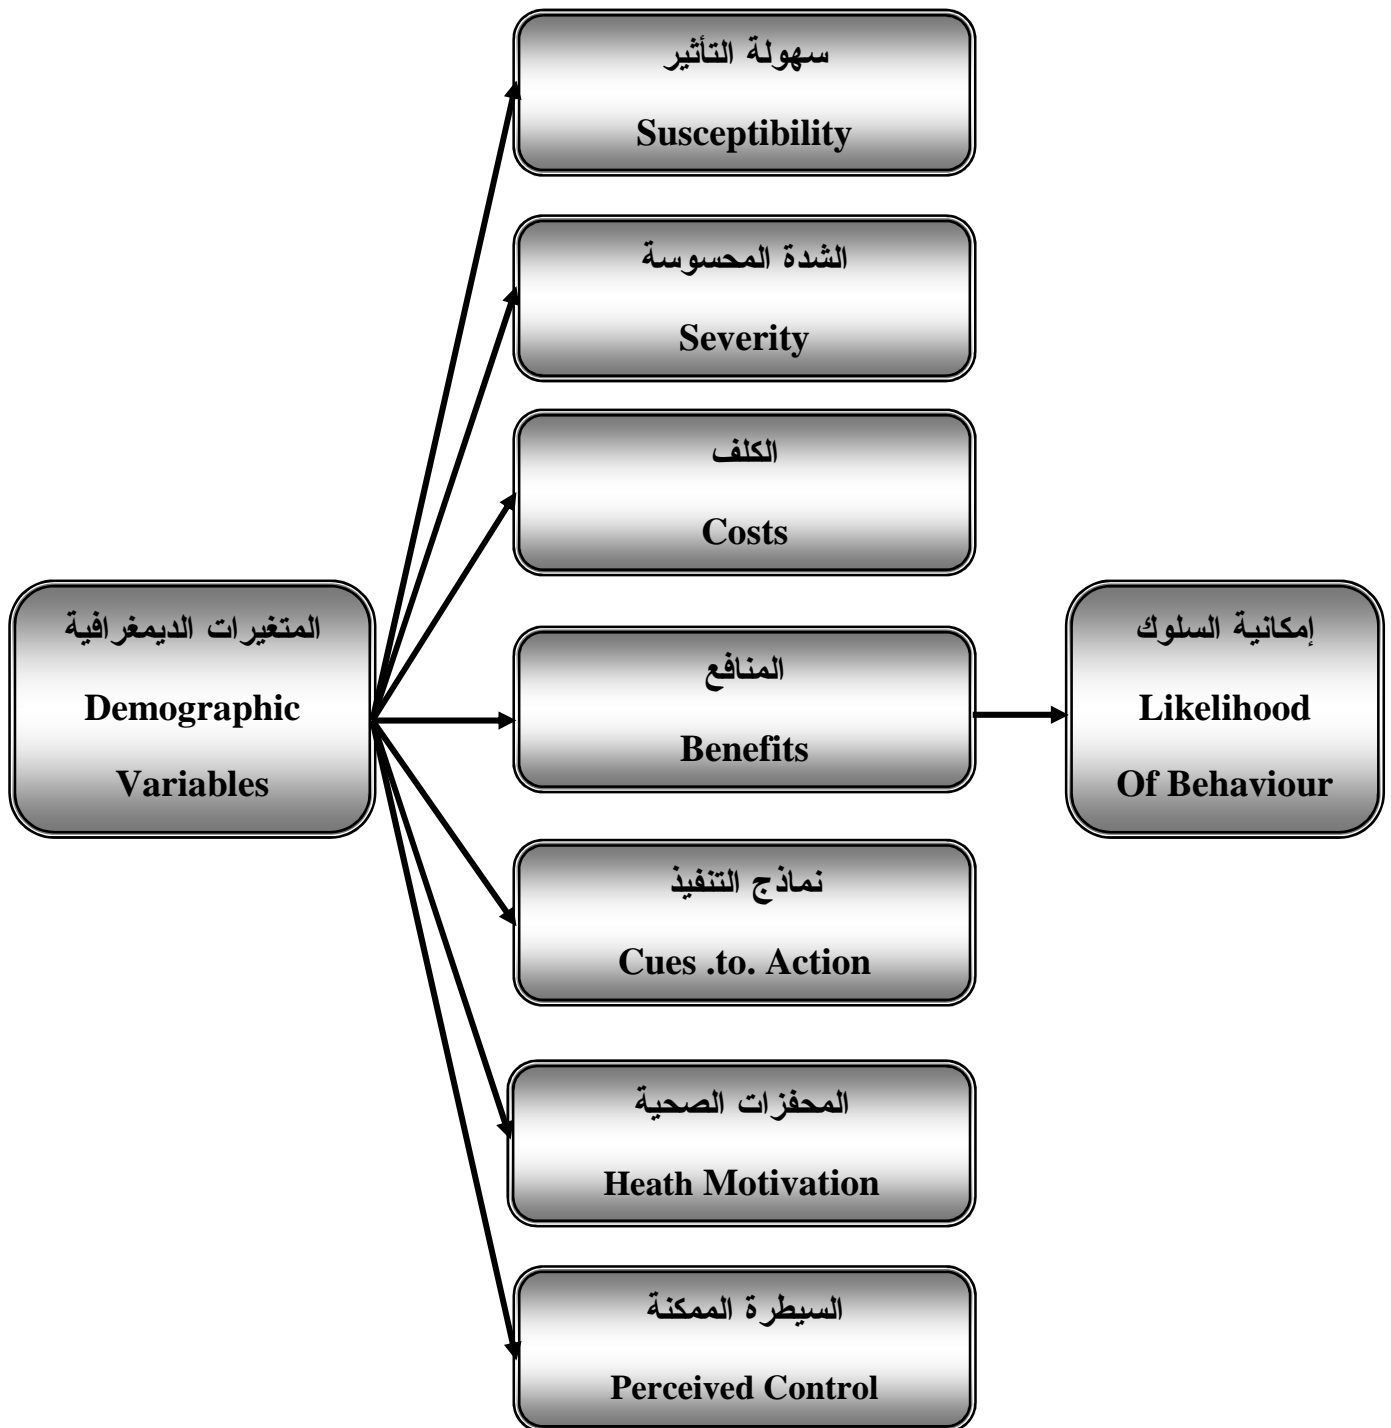 سهولة التأثير
Susceptibility
الشدة المحسوسة
Severity
الكلف
Costs
المتغيرات الديمغرافية
Demographic
Variables
المنافع
Benefits
إمكانية السلوك
Likelihood
Of Behaviour
نماذج التنفيذ
Cues .to. Action
المحفزات الصحية
Heath Motivation
السيطرة الممكنة
Perceived Control